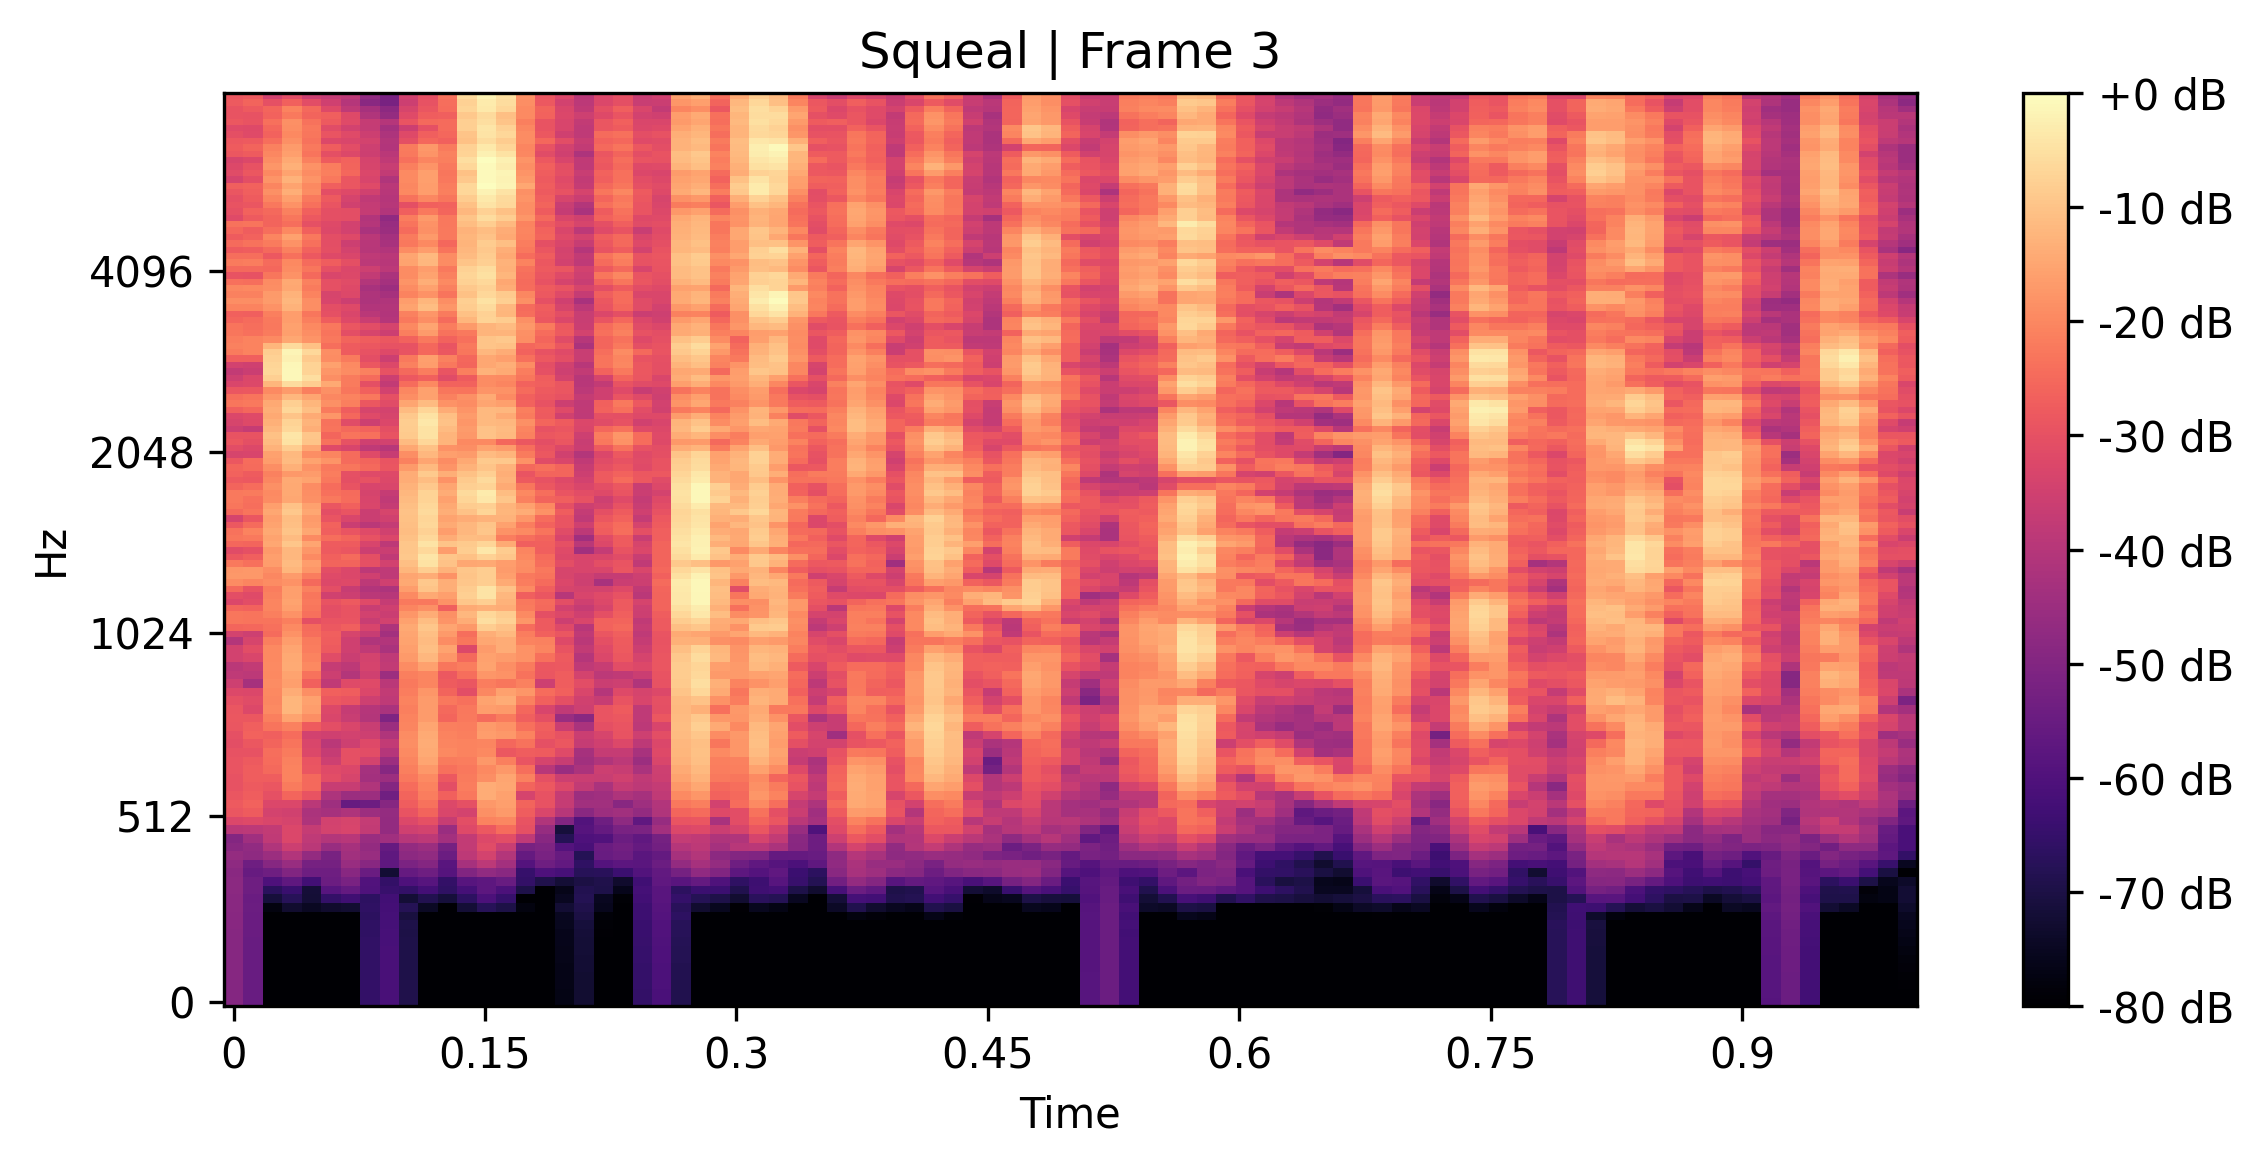 Squeal | Frame 3
Hz
4096
2048
1024
512
0
0
0.15
0.3
0.45
0.6
0.75
0.9
Time
+0 dB
-10 dB
-20 dB
-30 dB
-40 dB
-50 dB
-60 dB
-70 dB
-80 dB